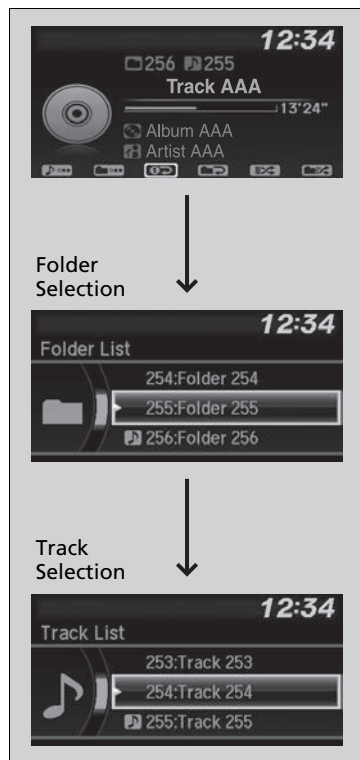 12:34
256 255
Track AAA
13'24"
Album AAA
Artist AAA
Folder
Selection
12:34
Folder List
254:Folder 254
255:Folder 255
256:Folder 256
Track
Selection
12:34
Track List
253:Track 253
254:Track 254
255:Track 255